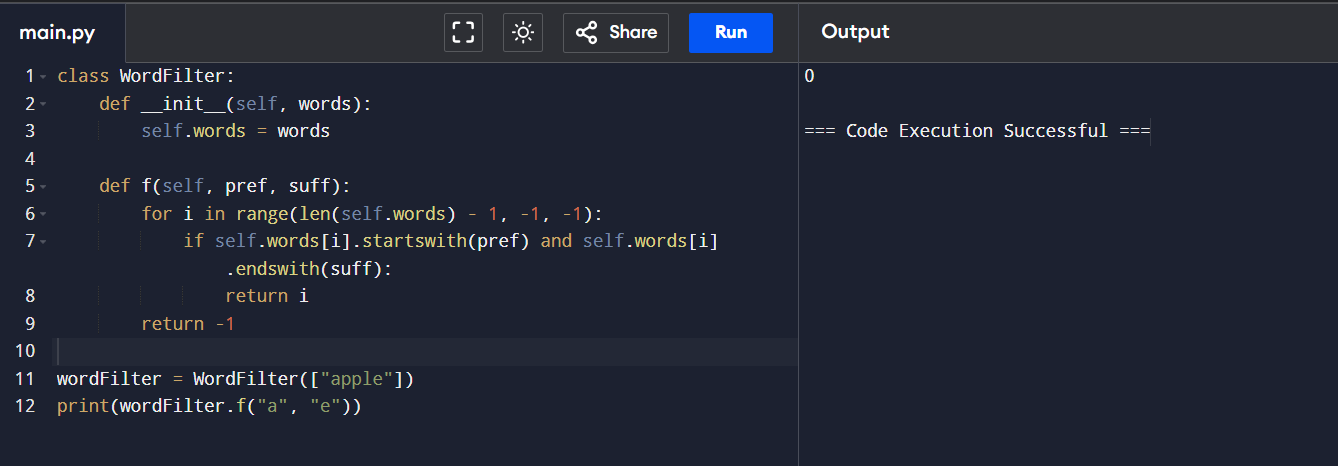 main.py Share Run Output
1 class WordFilter:
2     def __init__(self, words):
3         self.words = words
4
5     def f(self, pref, suff):
6         for i in range(len(self.words) - 1, -1, -1):
7             if self.words[i].startswith(pref) and self.words[i]
                .endswith(suff):
8                 return i
9         return -1
10
11 wordFilter = WordFilter(["apple"])
12 print(wordFilter.f("a", "e"))
0
=== Code Execution Successful ===